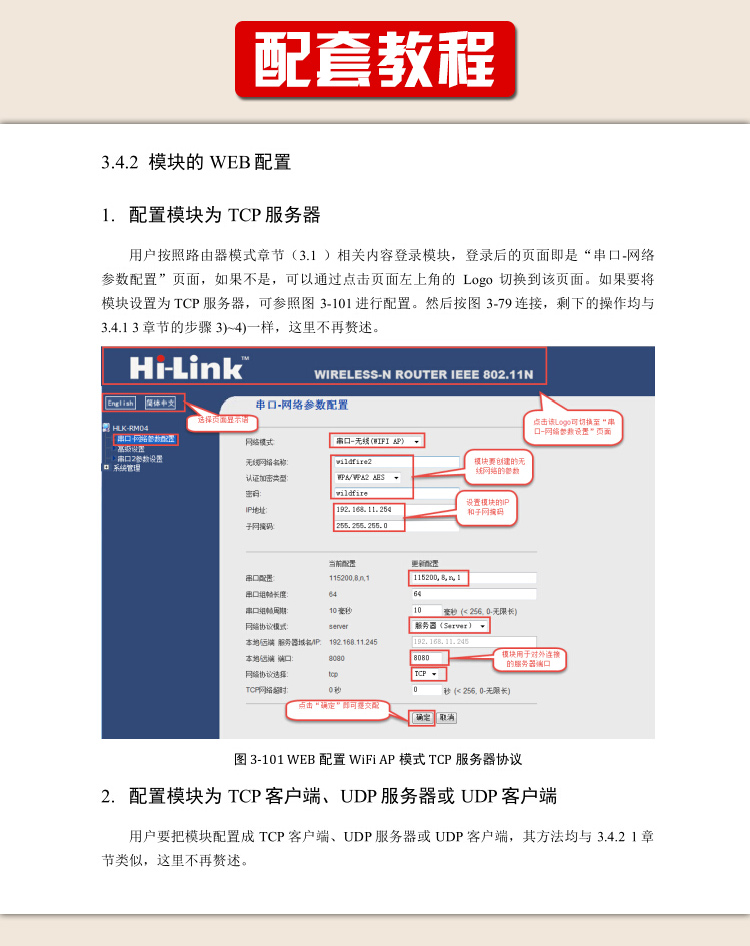 配套教程
3.4.2 模块的 WEB 配置
1. 配置模块为 TCP 服务器
用户按照路由器模式章节（3.1 ）相关内容登录模块，登录后的页面即是“串口-网络
参数配置”页面，如果不是，可以通过点击页面左上角的 Logo 切换到该页面。如果要将
模块设置为 TCP 服务器，可参照图 3-101 进行配置。然后按图 3-79 连接，剩下的操作均与
3.4.1 3 章节的步骤 3)~4)一样，这里不再赘述。
Hi-Link™
WIRELESS-N ROUTER IEEE 802.11N
English 简体中文
选择页面显示语
串口-网络参数配置
点击该Logo可切换至“串
口-网络参数设置”页面
HLK-RM04
串口-网络参数配置
高级设置
串口2参数设置
系统管理
网络模式: 串口-无线(WIFI AP)
无线网络名称: wildfire2
模块要创建的无
线网络的参数
认证加密类型: WPA/WPA2 AES
密码: wildfire
IP地址: 192.168.11.254
设置模块的IP
和子网掩码
子网掩码: 255.255.255.0
当前配置 更新配置
串口配置: 115200,8,n,1 115200,8,n,1
串口组帧长度: 64 64
串口组帧周期: 10 毫秒 10 毫秒 (< 256, 0-无限长)
网络协议模式: server 服务器 (Server)
本地/远端 服务器域名/IP: 192.168.11.245 192.168.11.245
本地/远端 端口: 8080 8080
模块用于对外连接
的服务器端口
网络协议选择: tcp TCP
TCP网络超时: 0 秒 0 秒 (< 256, 0-无限长)
点击“确定”即可提交配
确定 取消
图 3-101 WEB 配置 WiFi AP 模式 TCP 服务器协议
2. 配置模块为 TCP 客户端、UDP 服务器或 UDP 客户端
用户要把模块配置成 TCP 客户端、UDP 服务器或 UDP 客户端，其方法均与 3.4.2 1 章
节类似，这里不再赘述。